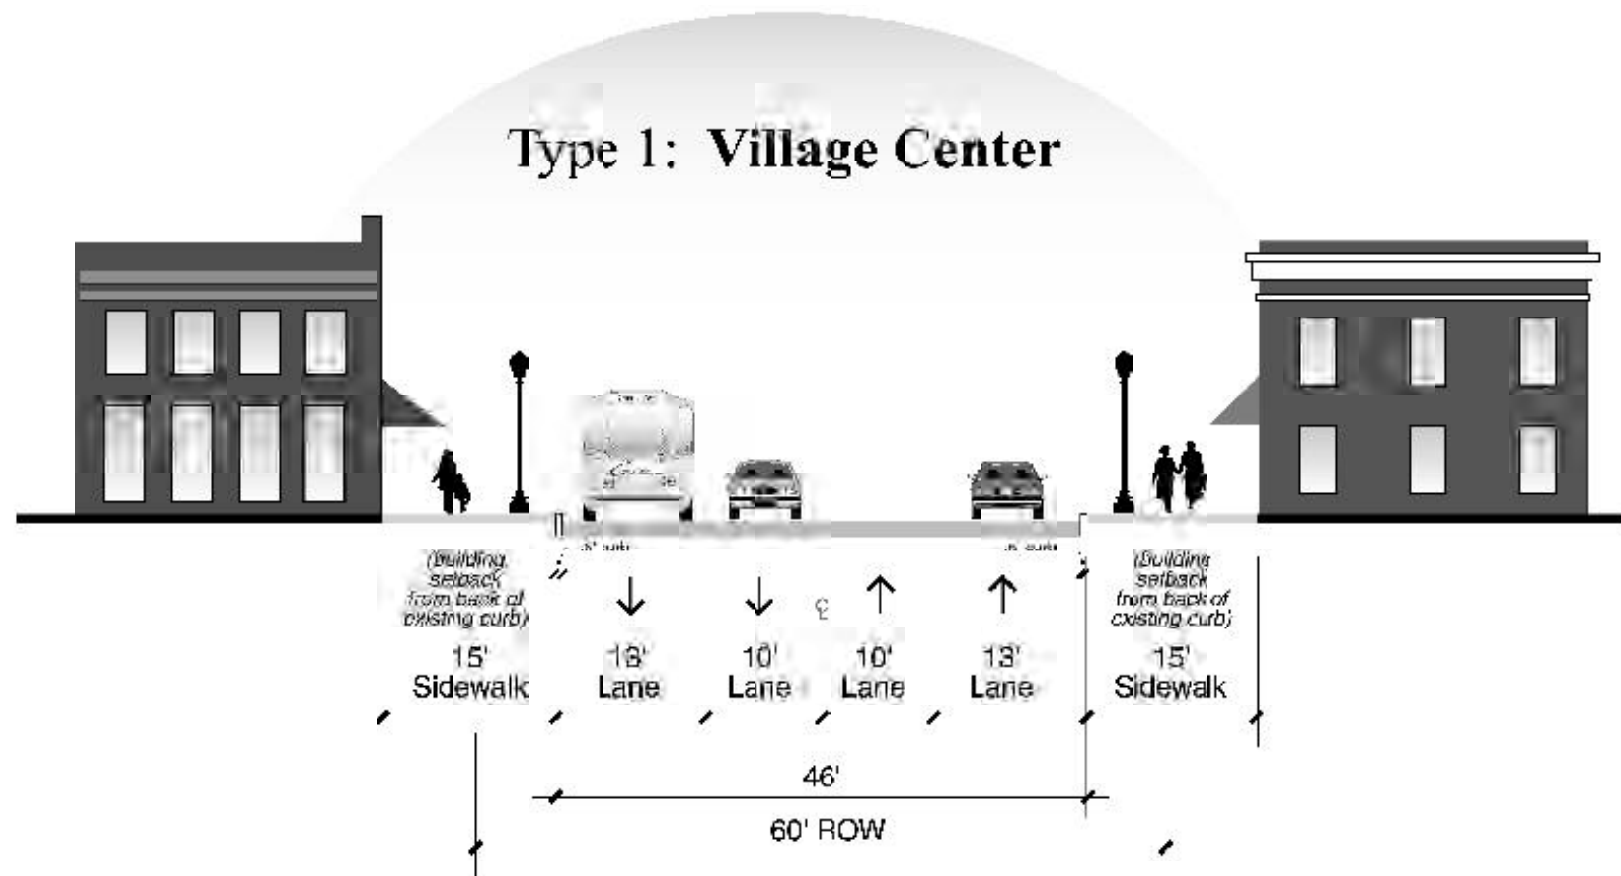 Type 1: Village Center
(Building
setback
from back of
existing curb)
15'
Sidewalk
13'
Lane
10'
Lane
10'
Lane
13'
Lane
(Building
setback
from back of
existing curb)
15'
Sidewalk
46'
60' ROW